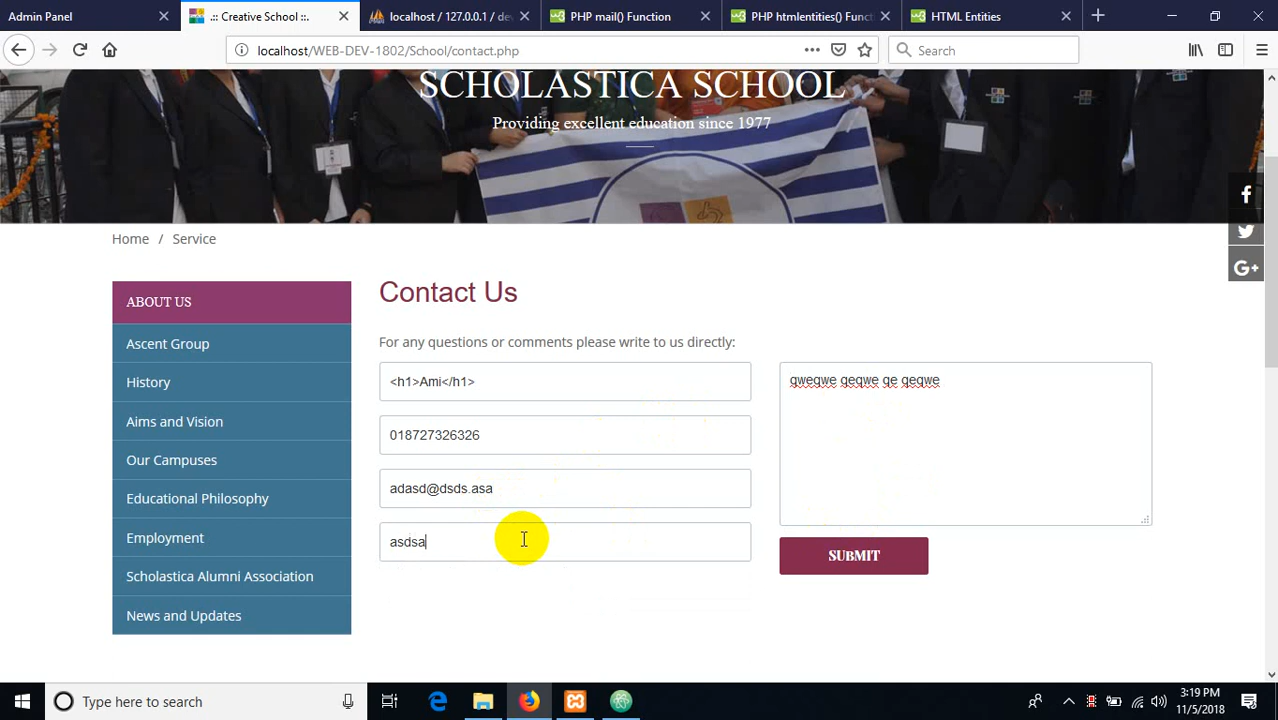 Admin Panel
.:: Creative School ::.
localhost / 127.0.0.1 / de
PHP mail() Function
PHP htmlentities() Funct
HTML Entities
localhost/WEB-DEV-1802/School/contact.php
Search
SCHOLASTICA SCHOOL
Providing excellent education since 1977
Home / Service
ABOUT US
Ascent Group
History
Aims and Vision
Our Campuses
Educational Philosophy
Employment
Scholastica Alumni Association
News and Updates
Contact Us
For any questions or comments please write to us directly:
<h1>Ami</h1>
018727326326
adasd@dsds.asa
asdsa
qweqwe qeqwe qe qeqwe
SUBMIT
f
G+
Type here to search
3:19 PM
11/5/2018